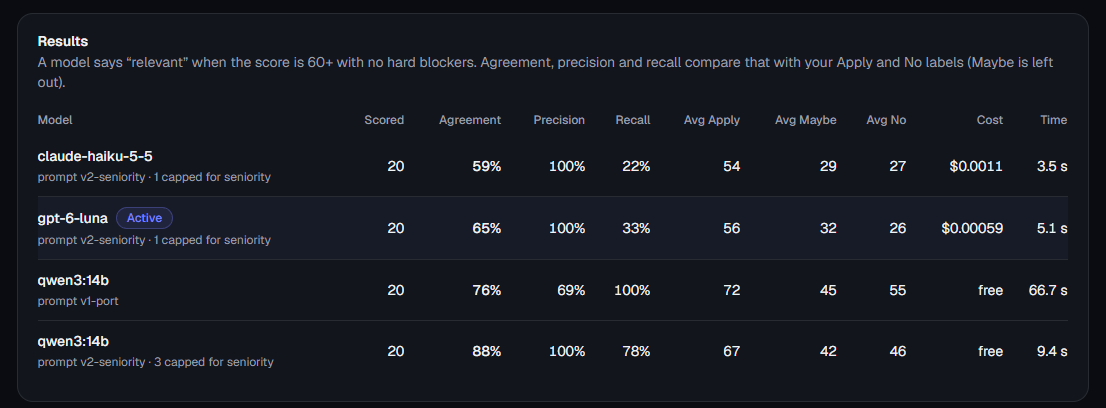 Results
A model says “relevant” when the score is 60+ with no hard blockers. Agreement, precision and recall compare that with your Apply and No labels (Maybe is left
out).
Model Scored Agreement Precision Recall Avg Apply Avg Maybe Avg No Cost Time
claude-haiku-5-5 20 59% 100% 22% 54 29 27 $0.0011 3.5 s
prompt v2-seniority · 1 capped for seniority
gpt-6-luna Active 20 65% 100% 33% 56 32 26 $0.00059 5.1 s
prompt v2-seniority · 1 capped for seniority
qwen3:14b 20 76% 69% 100% 72 45 55 free 66.7 s
prompt v1-port
qwen3:14b 20 88% 100% 78% 67 42 46 free 9.4 s
prompt v2-seniority · 3 capped for seniority